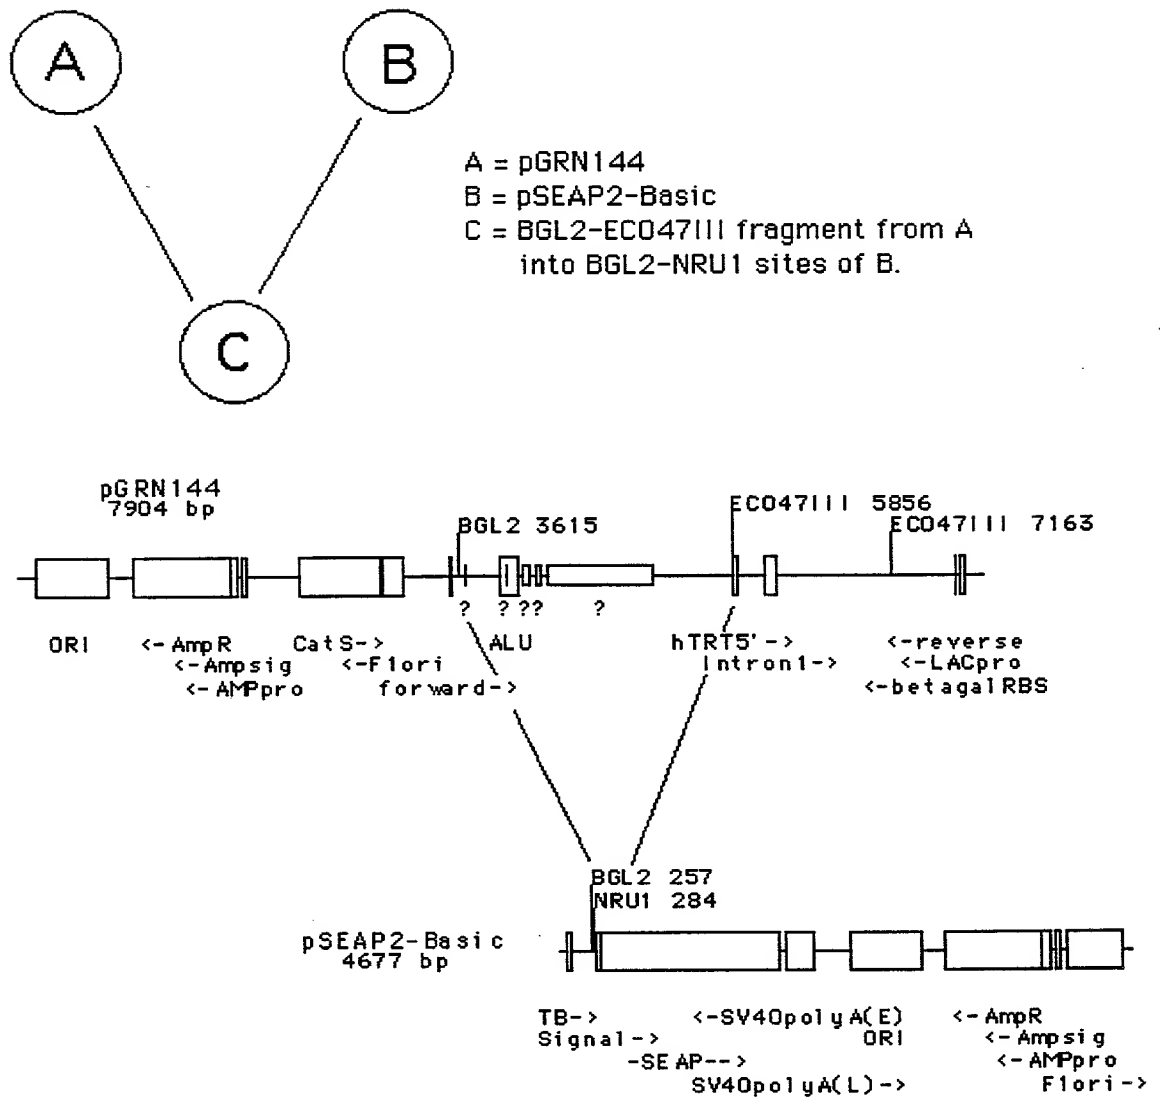 A
B
A = pGRN144
B = pSEAP2-Basic
C = BGL2-ECO47III fragment from A
into BGL2-NRU1 sites of B.
C
pGRN144
7904 bp
BGL2 3615
ECO47III 5856
ECO47III 7163
? ? ?? ?
ORI
<-AmpR
<-Ampsig
<-AMPpro
CatS->
<-F1ori
forward->
ALU
hTRT5'->
Intron1->
<-reverse
<-LACpro
<-betagalRBS
BGL2 257
NRU1 284
pSEAP2-Basic
4677 bp
TB->
Signal->
-SEAP-->
<-SV40polyA(E)
ORI
SV40polyA(L)->
<-AmpR
<-Ampsig
<-AMPpro
F1ori->